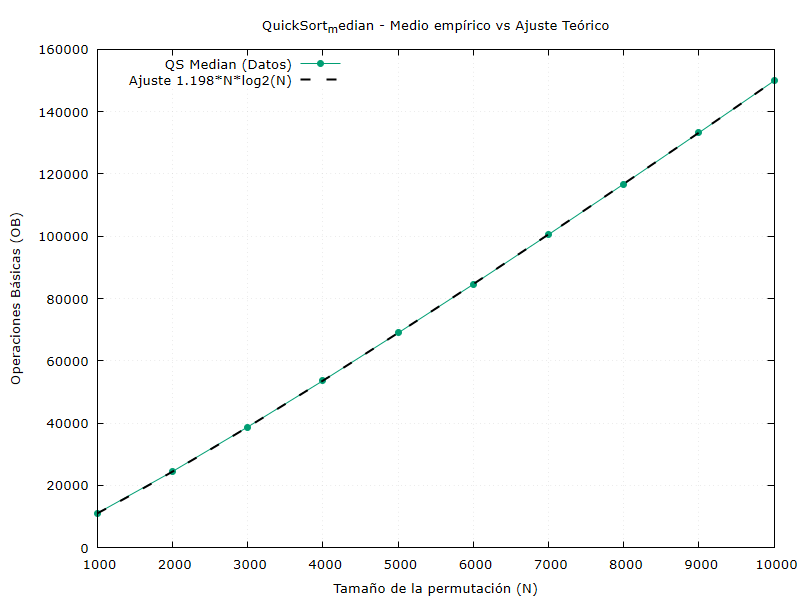 QuickSortmedian - Medio empírico vs Ajuste Teórico
QS Median (Datos)
Ajuste 1.198*N*log2(N)
Operaciones Básicas (OB)
160000
140000
120000
100000
80000
60000
40000
20000
0
1000 2000 3000 4000 5000 6000 7000 8000 9000 10000
Tamaño de la permutación (N)